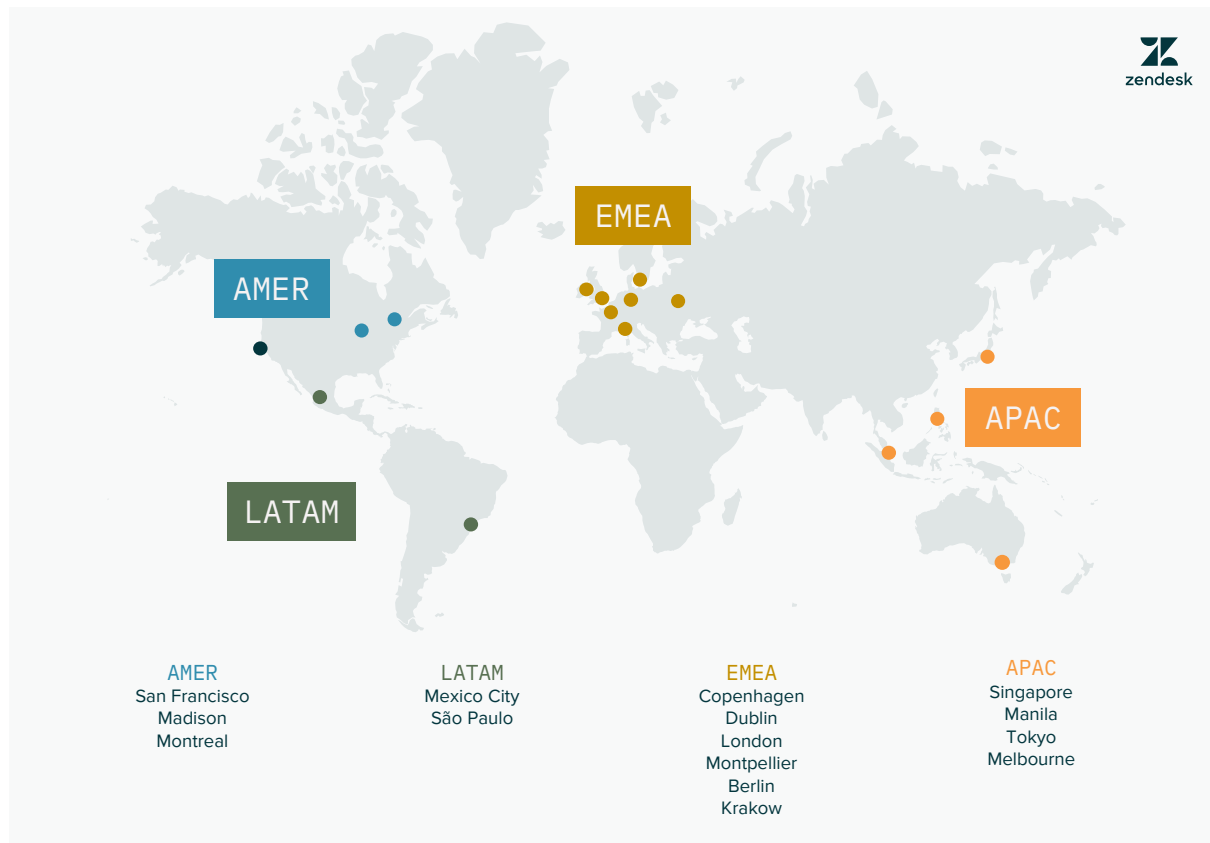 zendesk
EMEA
AMER
APAC
LATAM
AMER
San Francisco
Madison
Montreal
LATAM
Mexico City
São Paulo
EMEA
Copenhagen
Dublin
London
Montpellier
Berlin
Krakow
APAC
Singapore
Manila
Tokyo
Melbourne